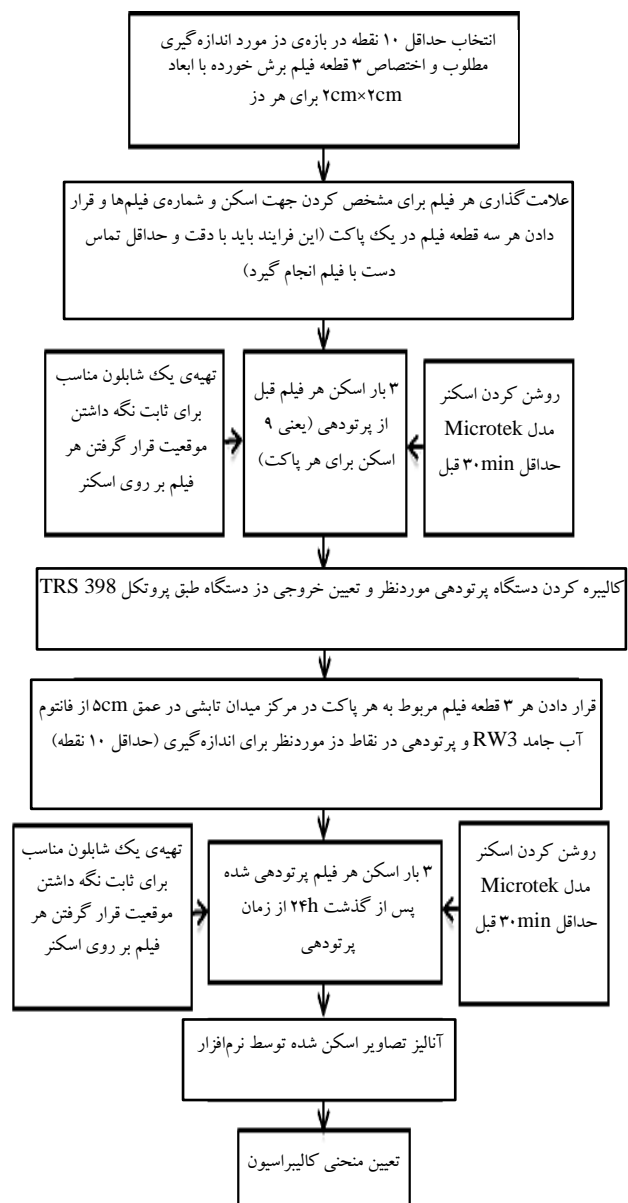 انتخاب حداقل ۱۰ نقطه در بازه‌ی دز مورد اندازه‌گیری
مطلوب و اختصاص ۳ قطعه فیلم برش خورده با ابعاد
۲cm×۲cm برای هر دز
علامت‌گذاری هر فیلم برای مشخص کردن جهت اسکن و شماره‌ی فیلم‌ها و قرار
دادن هر سه قطعه فیلم در یک پاکت (این فرایند باید با دقت و حداقل تماس
دست با فیلم انجام گیرد)
روشن کردن اسکنر
مدل Microtek
حداقل ۳۰min قبل
۳ بار اسکن هر فیلم قبل
از پرتودهی (یعنی ۹
اسکن برای هر پاکت)
تهیه‌ی یک شابلون مناسب
برای ثابت نگه داشتن
موقعیت قرار گرفتن هر
فیلم بر روی اسکنر
کالیبره کردن دستگاه پرتودهی موردنظر و تعیین خروجی دز دستگاه طبق پروتکل TRS 398
قرار دادن هر ۳ قطعه فیلم مربوط به هر پاکت در مرکز میدان تابشی در عمق ۵cm از فانتوم
آب جامد RW3 و پرتودهی در نقاط دز موردنظر برای اندازه‌گیری (حداقل ۱۰ نقطه)
روشن کردن اسکنر
مدل Microtek
حداقل ۳۰min قبل
۳ بار اسکن هر فیلم پرتودهی شده
پس از گذشت ۲۴h از زمان
پرتودهی
تهیه‌ی یک شابلون مناسب
برای ثابت نگه داشتن
موقعیت قرار گرفتن هر
فیلم بر روی اسکنر
آنالیز تصاویر اسکن شده توسط نرم‌افزار
تعیین منحنی کالیبراسیون